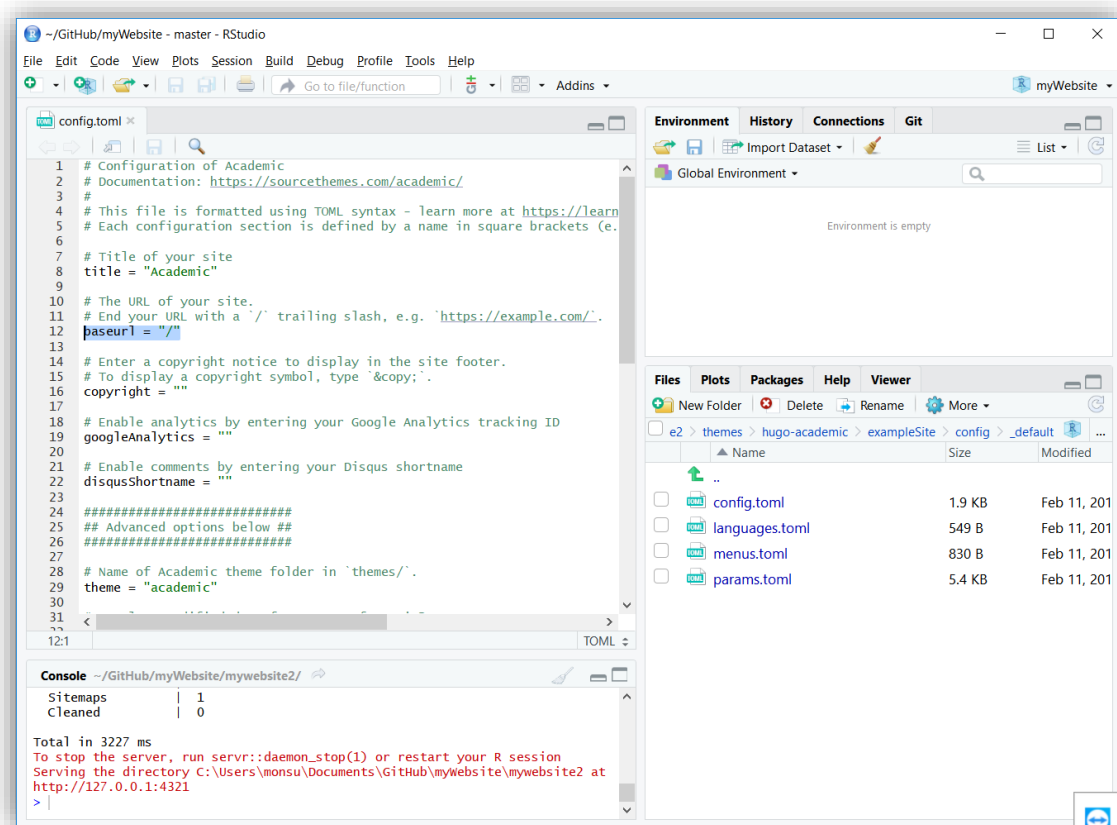 ~/GitHub/myWebsite - master - RStudio
File Edit Code View Plots Session Build Debug Profile Tools Help
Go to file/function Addins myWebsite
config.toml
1 # Configuration of Academic
2 # Documentation: https://sourcethemes.com/academic/
3 #
4 # This file is formatted using TOML syntax - learn more at https://learn
5 # Each configuration section is defined by a name in square brackets (e.
6
7 # Title of your site
8 title = "Academic"
9
10 # The URL of your site.
11 # End your URL with a `/` trailing slash, e.g. `https://example.com/`.
12 baseurl = "/"
13
14 # Enter a copyright notice to display in the site footer.
15 # To display a copyright symbol, type `&copy;`.
16 copyright = ""
17
18 # Enable analytics by entering your Google Analytics tracking ID
19 googleAnalytics = ""
20
21 # Enable comments by entering your Disqus shortname
22 disqusShortname = ""
23
24 ############################
25 ## Advanced options below ##
26 ############################
27
28 # Name of Academic theme folder in `themes/`.
29 theme = "academic"
30
31
12:1 TOML
Console ~/GitHub/myWebsite/mywebsite2/
Sitemaps | 1
Cleaned | 0
Total in 3227 ms
To stop the server, run servr::daemon_stop(1) or restart your R session
Serving the directory C:\Users\monsu\Documents\GitHub\myWebsite\mywebsite2 at
http://127.0.0.1:4321
>
Environment History Connections Git
Import Dataset List
Global Environment
Environment is empty
Files Plots Packages Help Viewer
New Folder Delete Rename More
e2 > themes > hugo-academic > exampleSite > config > _default ...
Name Size Modified
..
config.toml 1.9 KB Feb 11, 201
languages.toml 549 B Feb 11, 201
menus.toml 830 B Feb 11, 201
params.toml 5.4 KB Feb 11, 201